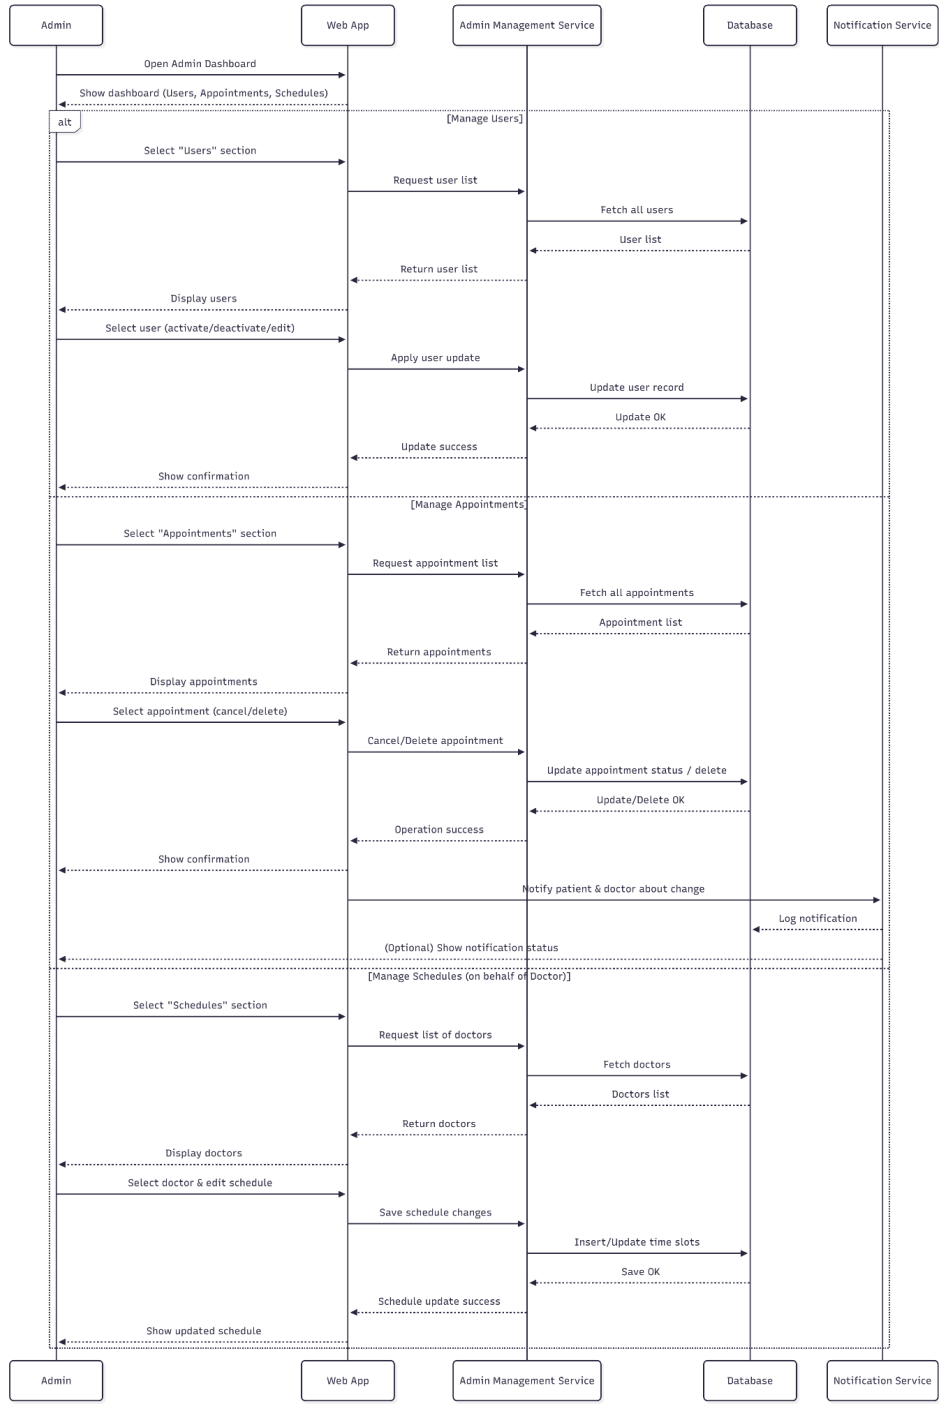 Admin
Web App
Admin Management Service
Database
Notification Service
Open Admin Dashboard
Show dashboard (Users, Appointments, Schedules)
alt
[Manage Users]
Select "Users" section
Request user list
Fetch all users
User list
Return user list
Display users
Select user (activate/deactivate/edit)
Apply user update
Update user record
Update OK
Update success
Show confirmation
[Manage Appointments]
Select "Appointments" section
Request appointment list
Fetch all appointments
Appointment list
Return appointments
Display appointments
Select appointment (cancel/delete)
Cancel/Delete appointment
Update appointment status / delete
Update/Delete OK
Operation success
Show confirmation
Notify patient & doctor about change
Log notification
(Optional) Show notification status
[Manage Schedules (on behalf of Doctor)]
Select "Schedules" section
Request list of doctors
Fetch doctors
Doctors list
Return doctors
Display doctors
Select doctor & edit schedule
Save schedule changes
Insert/Update time slots
Save OK
Schedule update success
Show updated schedule
Admin
Web App
Admin Management Service
Database
Notification Service